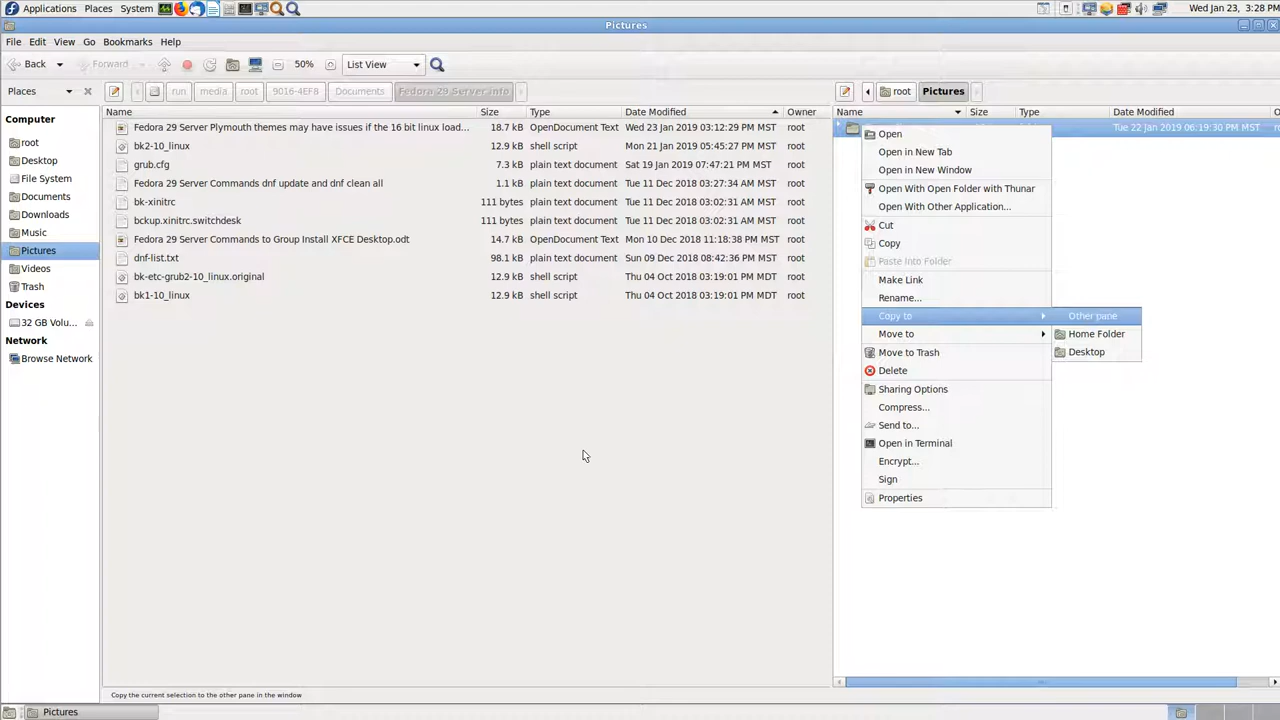 Applications Places System Wed Jan 23, 3:28 PM
Pictures
File Edit View Go Bookmarks Help
Back Forward 50% List View
Places run media root 9016-4EF8 Documents Fedora 29 Server info root Pictures
Name Size Type Date Modified Owner Name Size Type Date Modified
Computer
root
Desktop
File System
Documents
Downloads
Music
Pictures
Videos
Trash
Devices
32 GB Volu...
Network
Browse Network
Fedora 29 Server Plymouth themes may have issues if the 16 bit linux load... 18.7 kB OpenDocument Text Wed 23 Jan 2019 03:12:29 PM MST root
bk2-10_linux 12.9 kB shell script Mon 21 Jan 2019 05:45:27 PM MST root
grub.cfg 7.3 kB plain text document Sat 19 Jan 2019 07:47:21 PM MST root
Fedora 29 Server Commands dnf update and dnf clean all 1.1 kB plain text document Tue 11 Dec 2018 03:27:34 AM MST root
bk-xinitrc 111 bytes plain text document Tue 11 Dec 2018 03:02:31 AM MST root
bckup.xinitrc.switchdesk 111 bytes plain text document Tue 11 Dec 2018 03:02:31 AM MST root
Fedora 29 Server Commands to Group Install XFCE Desktop.odt 14.7 kB OpenDocument Text Mon 10 Dec 2018 11:18:38 PM MST root
dnf-list.txt 98.1 kB plain text document Sun 09 Dec 2018 08:42:36 PM MST root
bk-etc-grub2-10_linux.original 12.9 kB shell script Thu 04 Oct 2018 03:19:01 PM MDT root
bk1-10_linux 12.9 kB shell script Thu 04 Oct 2018 03:19:01 PM MDT root
Tue 22 Jan 2019 06:19:30 PM MST
Open
Open in New Tab
Open in New Window
Open With Open Folder with Thunar
Open With Other Application...
Cut
Copy
Paste Into Folder
Make Link
Rename...
Copy to
Move to
Move to Trash
Delete
Sharing Options
Compress...
Send to...
Open in Terminal
Encrypt...
Sign
Properties
Other pane
Home Folder
Desktop
Copy the current selection to the other pane in the window
Pictures